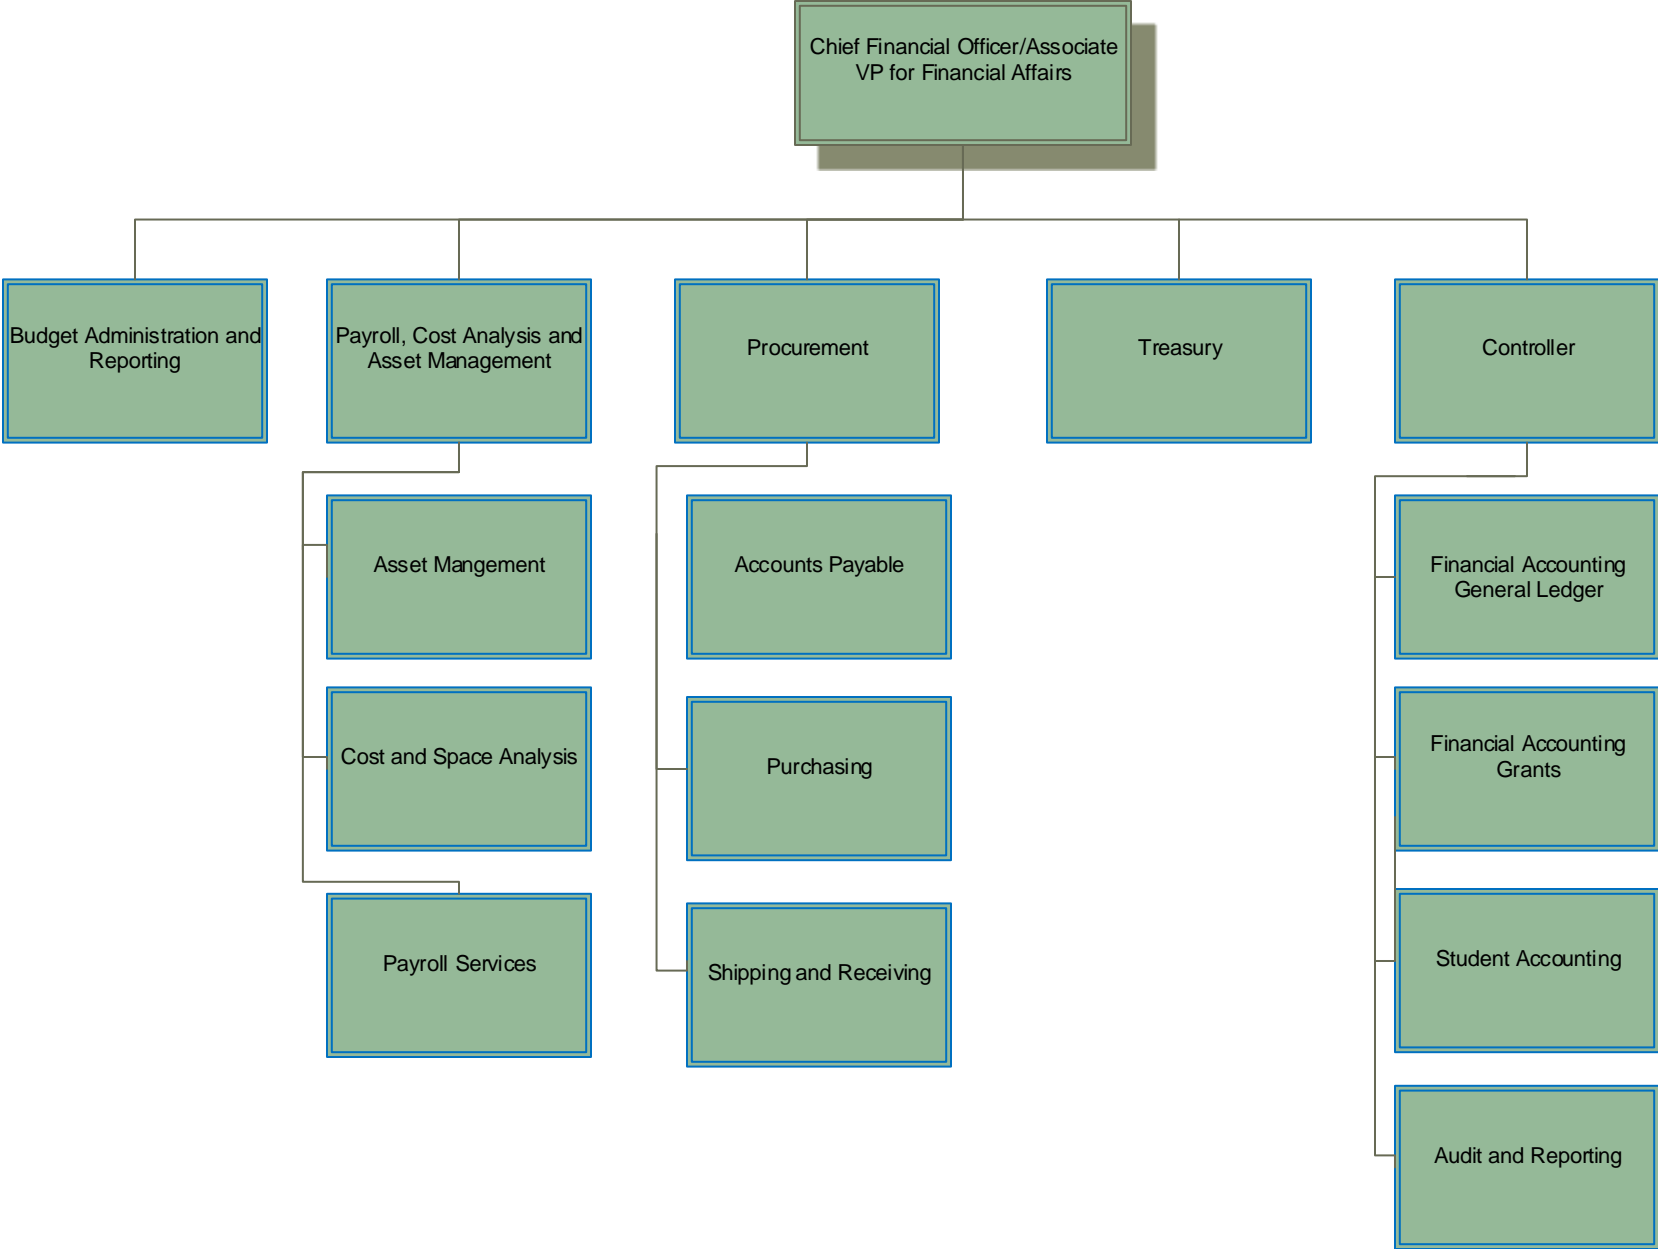 Chief Financial Officer/Associate
VP for Financial Affairs
Budget Administration and
Reporting
Payroll, Cost Analysis and
Asset Management
Procurement
Treasury
Controller
Asset Mangement
Cost and Space Analysis
Payroll Services
Accounts Payable
Purchasing
Shipping and Receiving
Financial Accounting
General Ledger
Financial Accounting
Grants
Student Accounting
Audit and Reporting